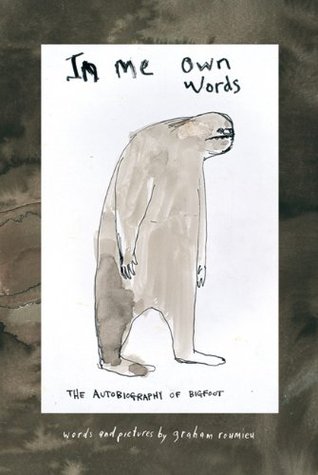 In me own
words
THE AUTOBIOGRAPHY OF BIGFOOT
words and pictures by graham roumieu